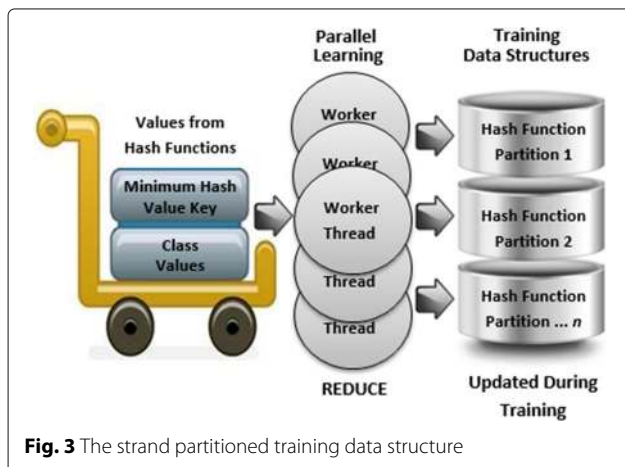 Parallel
Learning
Training
Data Structures
Values from
Hash Functions
Minimum Hash
Value Key
Class
Values
Worker
Worker
Worker
Thread
Thread
Thread
REDUCE
Hash Function
Partition 1
Hash Function
Partition 2
Hash Function
Partition ... n
Updated During
Training
Fig. 3 The strand partitioned training data structure